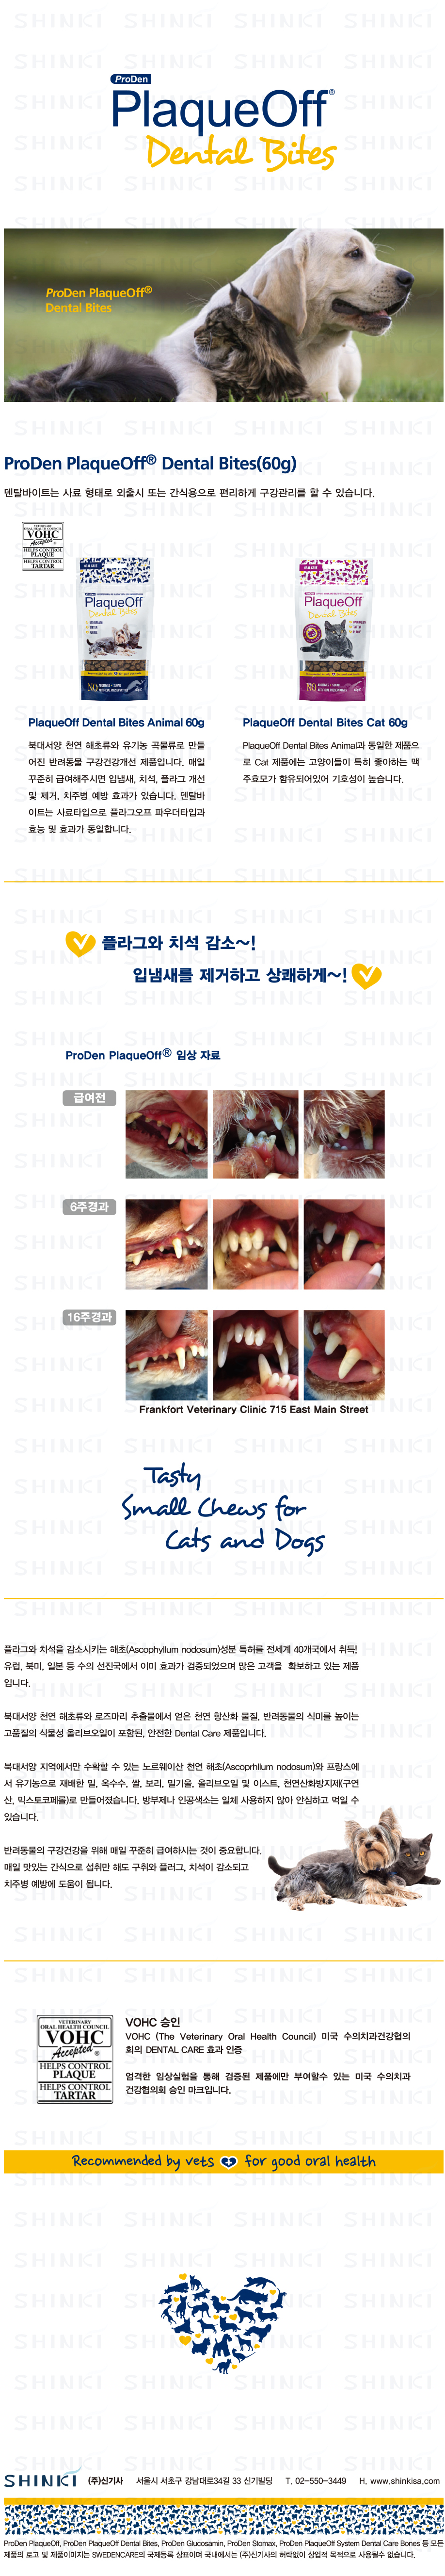 ProDen
PlaqueOff®
Dental Bites
ProDen PlaqueOff®
Dental Bites
ProDen PlaqueOff® Dental Bites(60g)
덴탈바이트는 사료 형태로 외출시 또는 간식용으로 편리하게 구강관리를 할 수 있습니다.
VETERINARY
ORAL HEALTH COUNCIL
VOHC
Accepted®
HELPS CONTROL
PLAQUE
HELPS CONTROL
TARTAR
PlaqueOff
Dental Bites
PlaqueOff
Dental Bites
PlaqueOff Dental Bites Animal 60g
북대서양 천연 해초류와 유기농 곡물류로 만들
어진 반려동물 구강건강개선 제품입니다. 매일
꾸준히 급여해주시면 입냄새, 치석, 플라그 개선
및 제거, 치주병 예방 효과가 있습니다. 덴탈바
이트는 사료타입으로 플라그오프 파우더타입과
효능 및 효과가 동일합니다.
PlaqueOff Dental Bites Cat 60g
PlaqueOff Dental Bites Animal과 동일한 제품으
로 Cat 제품에는 고양이들이 특히 좋아하는 맥
주효모가 함유되어있어 기호성이 높습니다.
플라그와 치석 감소~!
입냄새를 제거하고 상쾌하게~!
ProDen PlaqueOff® 임상 자료
급여전
6주경과
16주경과
Frankfort Veterinary Clinic 715 East Main Street
Tasty
Small Chews for
Cats and Dogs
플라그와 치석을 감소시키는 해초(Ascophyllum nodosum)성분 특허를 전세계 40개국에서 취득!
유럽, 북미, 일본 등 수의 선진국에서 이미 효과가 검증되었으며 많은 고객을 확보하고 있는 제품
입니다.
북대서양 천연 해초류와 로즈마리 추출물에서 얻은 천연 항산화 물질, 반려동물의 식미를 높이는
고품질의 식물성 올리브오일이 포함된, 안전한 Dental Care 제품입니다.
북대서양 지역에서만 수확할 수 있는 노르웨이산 천연 해초(Ascoprhllum nodosum)와 프랑스에
서 유기농으로 재배한 밀, 옥수수, 쌀, 보리, 밀기울, 올리브오일 및 이스트, 천연산화방지제(구연
산, 믹스토코페롤)로 만들어졌습니다. 방부제나 인공색소는 일체 사용하지 않아 안심하고 먹일 수
있습니다.
반려동물의 구강건강을 위해 매일 꾸준히 급여하시는 것이 중요합니다.
매일 맛있는 간식으로 섭취만 해도 구취와 플러그, 치석이 감소되고
치주병 예방에 도움이 됩니다.
VETERINARY
ORAL HEALTH COUNCIL
VOHC
Accepted®
HELPS CONTROL
PLAQUE
HELPS CONTROL
TARTAR
VOHC 승인
VOHC (The Veterinary Oral Health Council) 미국 수의치과건강협의
회의 DENTAL CARE 효과 인증
엄격한 임상실험을 통해 검증된 제품에만 부여할수 있는 미국 수의치과
건강협의회 승인 마크입니다.
Recommended by vets for good oral health
SHINKI (주)신기사 서울시 서초구 강남대로34길 33 신기빌딩 T. 02-550-3449 H. www.shinkisa.com
ProDen PlaqueOff, ProDen PlaqueOff Dental Bites, ProDen Glucosamin, ProDen Stomax, ProDen PlaqueOff System Dental Care Bones 등 모든
제품의 로고 및 제품이미지는 SWEDENCARE의 국제등록 상표이며 국내에서는 (주)신기사의 허락없이 상업적 목적으로 사용될수 없습니다.